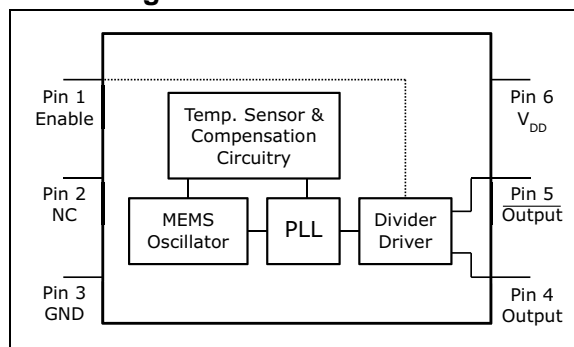 Pin 1
Enable
Pin 2
NC
Pin 3
GND
Temp. Sensor &
Compensation
Circuitry
MEMS
Oscillator
PLL
Divider
Driver
Pin 6
VDD
Pin 5
Output
Pin 4
Output